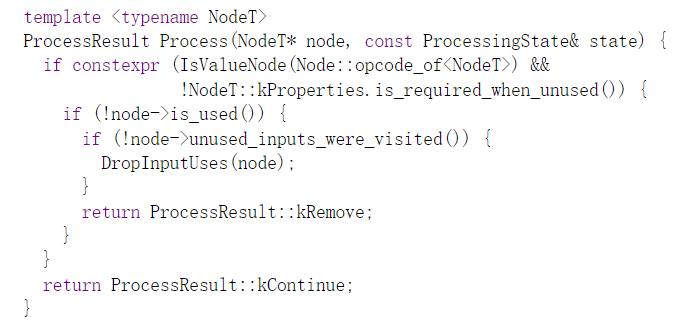 template <typename NodeT>
ProcessResult Process(NodeT* node, const ProcessingState& state) {
  if constexpr (IsValueNode(Node::opcode_of<NodeT>) &&
                !NodeT::kProperties.is_required_when_unused()) {
    if (!node->is_used()) {
      if (!node->unused_inputs_were_visited()) {
        DropInputUses(node);
      }
      return ProcessResult::kRemove;
    }
  }
  return ProcessResult::kContinue;
}